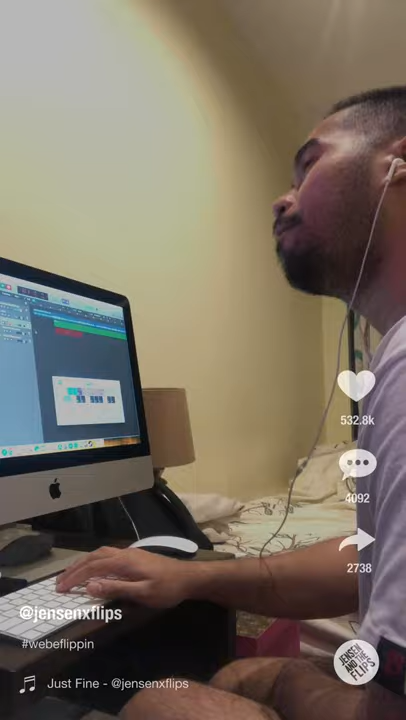 532.8k
4092
2738
@jensenxflips
#webeflippin
Just Fine - @jensenxflips
JENSEN
AND THE
FLIPS